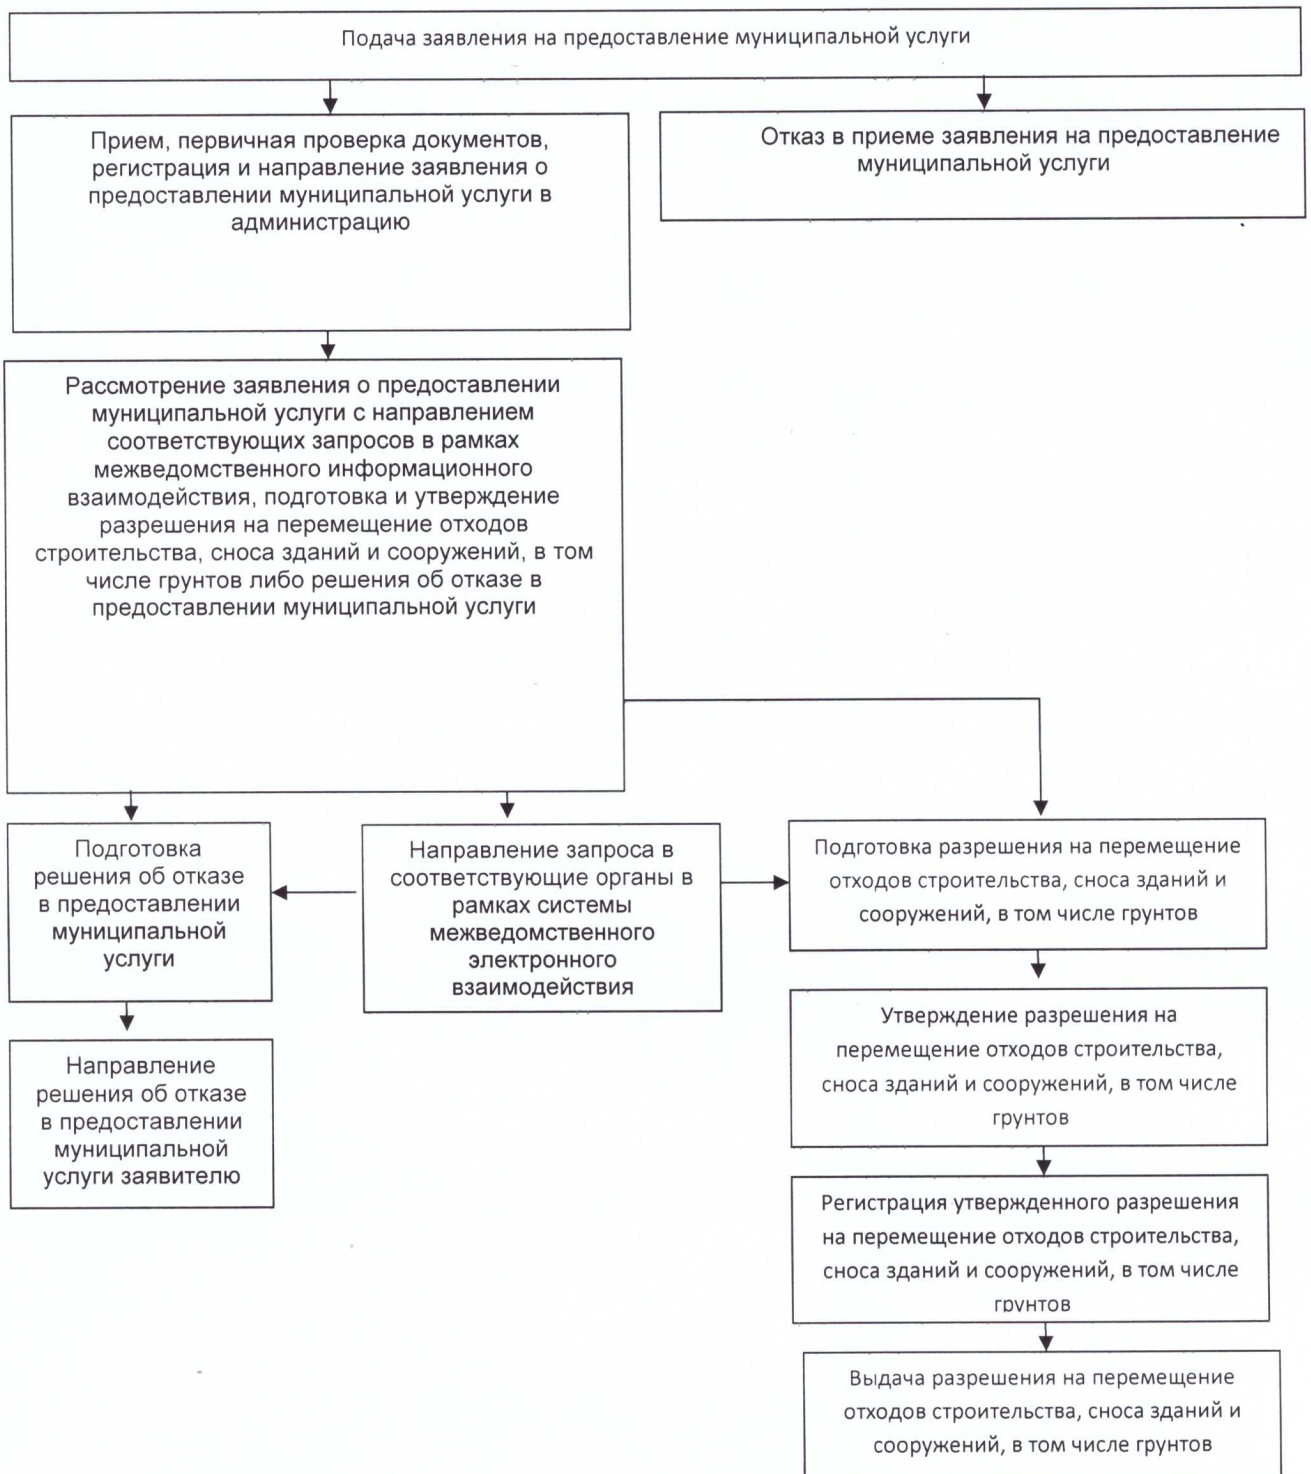 Подача заявления на предоставление муниципальной услуги
Прием, первичная проверка документов,
регистрация и направление заявления о
предоставлении муниципальной услуги в
администрацию
Отказ в приеме заявления на предоставление
муниципальной услуги
Рассмотрение заявления о предоставлении
муниципальной услуги с направлением
соответствующих запросов в рамках
межведомственного информационного
взаимодействия, подготовка и утверждение
разрешения на перемещение отходов
строительства, сноса зданий и сооружений, в том
числе грунтов либо решения об отказе в
предоставлении муниципальной услуги
Подготовка
решения об отказе
в предоставлении
муниципальной
услуги
Направление запроса в
соответствующие органы в
рамках системы
межведомственного
электронного
взаимодействия
Подготовка разрешения на перемещение
отходов строительства, сноса зданий и
сооружений, в том числе грунтов
Направление
решения об отказе
в предоставлении
муниципальной
услуги заявителю
Утверждение разрешения на
перемещение отходов строительства,
сноса зданий и сооружений, в том числе
грунтов
Регистрация утвержденного разрешения
на перемещение отходов строительства,
сноса зданий и сооружений, в том числе
грунтов
Выдача разрешения на перемещение
отходов строительства, сноса зданий и
сооружений, в том числе грунтов